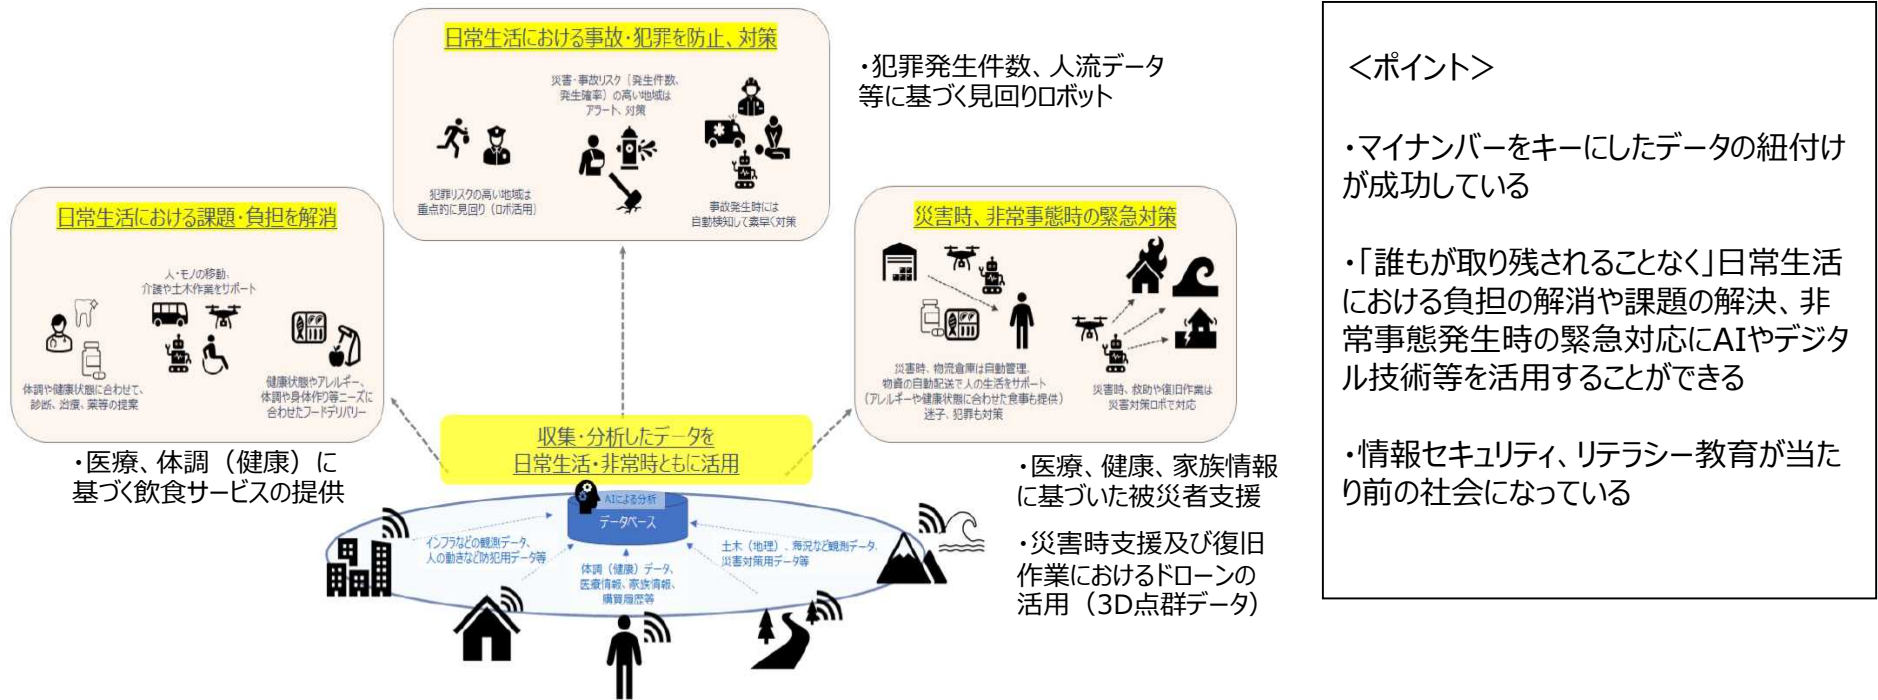 日常生活における事故・犯罪を防止、対策
災害・事故リスク（発生件数、
発生確率）の高い地域は
アラート、対策
犯罪リスクの高い地域は
重点的に見回り（ロボ活用）
事故発生時には
自動検知して素早く対策
・犯罪発生件数、人流データ
等に基づく見回りロボット
日常生活における課題・負担を解消
人・モノの移動、
介護や土木作業をサポート
体調や健康状態に合わせて、
診断、治療、薬等の提案
健康状態やアレルギー、
体調や身体作り等ニーズに
合わせたフードデリバリー
・医療、体調（健康）に
基づく飲食サービスの提供
災害時、非常事態時の緊急対策
災害時、物流倉庫は自動管理、
物資の自動配送で人の生活をサポート
（アレルギーや健康状態に合わせた食事も提供）
迷子、犯罪も対策
災害時、救助や復旧作業は
災害対策ロボで対応
・医療、健康、家族情報
に基づいた被災者支援
・災害時支援及び復旧
作業におけるドローンの
活用（3D点群データ）
収集・分析したデータを
日常生活・非常時ともに活用
AIによる分析
データベース
インフラなどの観測データ、
人の動きなど防犯用データ等
体調（健康）データ、
医療情報、家族情報、
購買履歴等
土木（地理）、海況など観測データ、
災害対策用データ等
＜ポイント＞
・マイナンバーをキーにしたデータの紐付け
が成功している
・「誰もが取り残されることなく」日常生活
における負担の解消や課題の解決、非
常事態発生時の緊急対応にAIやデジタ
ル技術等を活用することができる
・情報セキュリティ、リテラシー教育が当た
り前の社会になっている